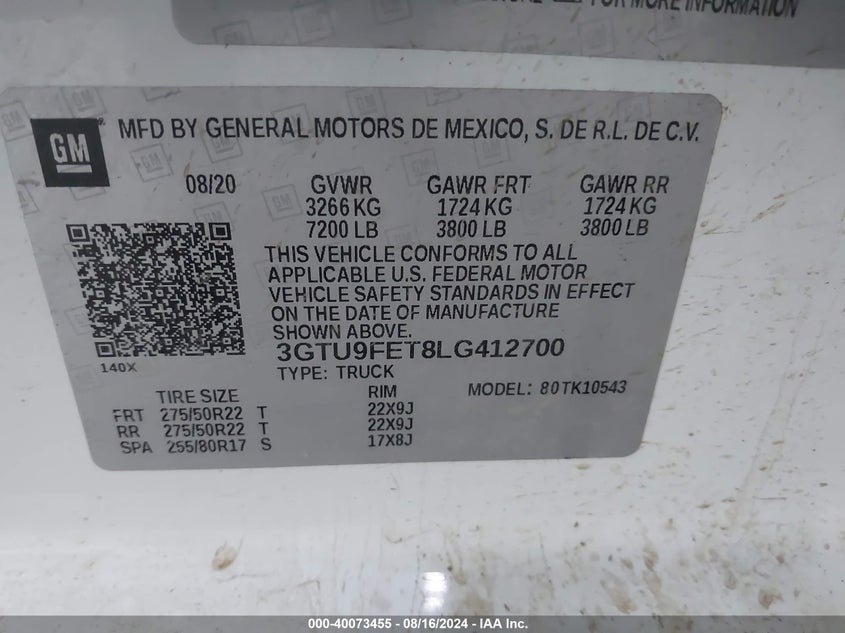 FOR MORE INFORMATION
GM
MFD BY GENERAL MOTORS DE MEXICO, S. DE R.L. DE C.V.
08/20 GVWR GAWR FRT GAWR RR
3266 KG 1724 KG 1724 KG
7200 LB 3800 LB 3800 LB
THIS VEHICLE CONFORMS TO ALL
APPLICABLE U.S. FEDERAL MOTOR
VEHICLE SAFETY STANDARDS IN EFFECT
ON THE DATE OF MANUFACTURE
SHOWN ABOVE.
3GTU9FET8LG412700
140X
TYPE: TRUCK
TIRE SIZE RIM MODEL: 80TK10543
FRT 275/50R22 T 22X9J
RR 275/50R22 T 22X9J
SPA 255/80R17 S 17X8J
000-40073455 - 08/16/2024 - IAAI Inc.